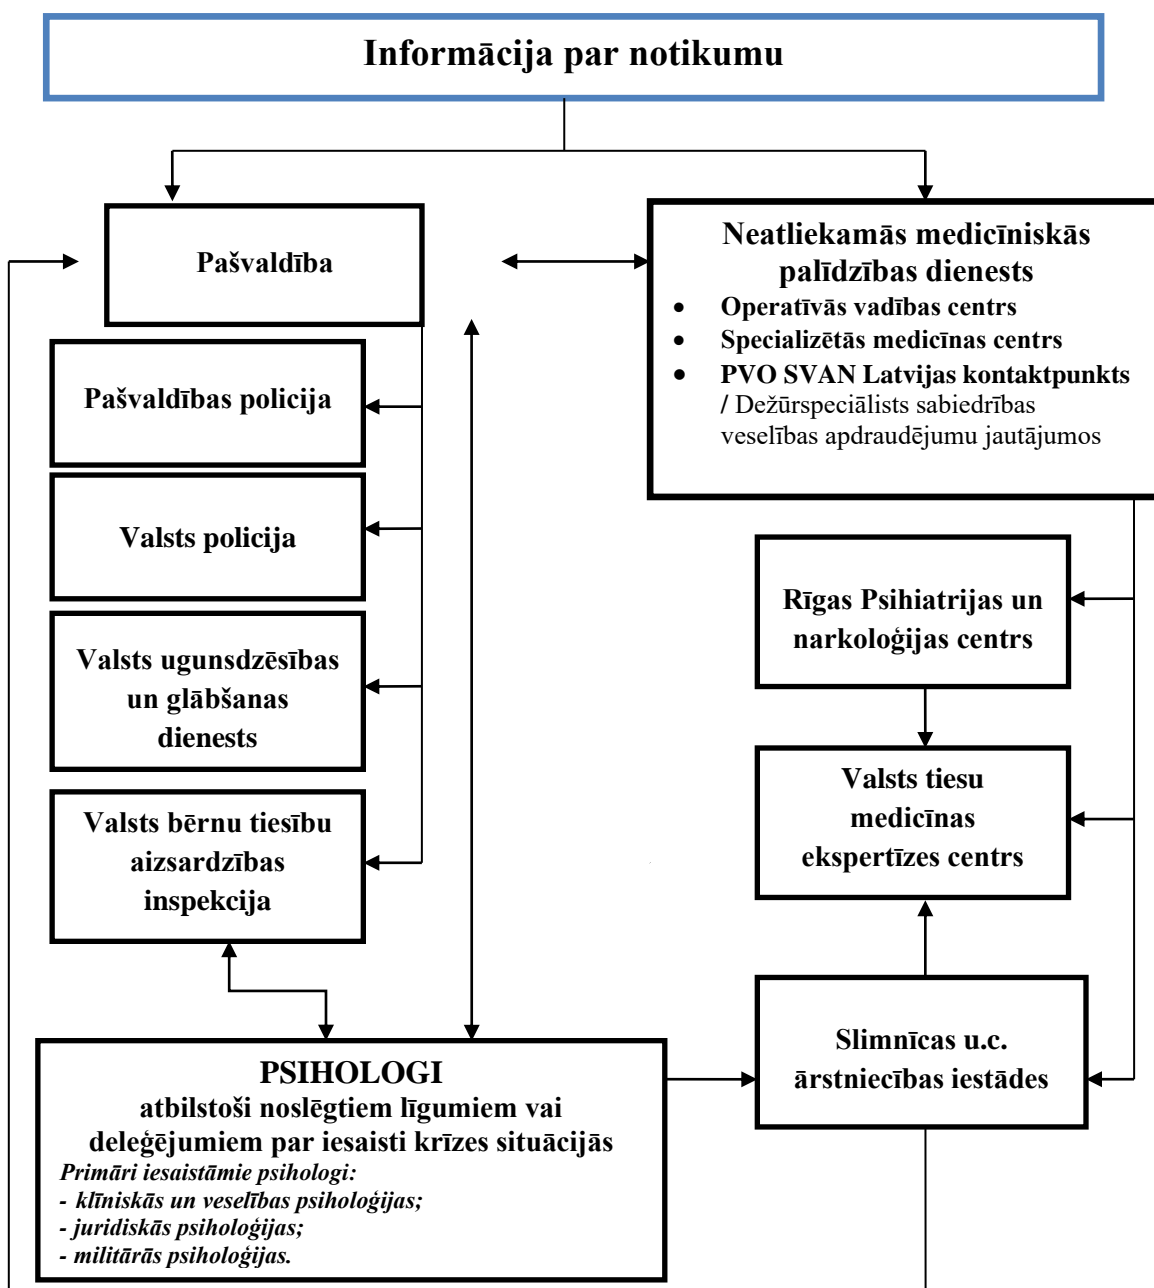 Informācija par notikumu
Pašvaldība
Neatliekamās medicīniskās
palīdzības dienests
• Operatīvās vadības centrs
• Specializētās medicīnas centrs
• PVO SVAN Latvijas kontaktpunkts
/ Dežūrspeciālists sabiedrības
veselības apdraudējumu jautājumos
Pašvaldības policija
Valsts policija
Valsts ugunsdzēsības
un glābšanas
dienests
Valsts bērnu tiesību
aizsardzības
inspekcija
Rīgas Psihiatrijas un
narkoloģijas centrs
Valsts tiesu
medicīnas
ekspertīzes centrs
Slimnīcas u.c.
ārstniecības iestādes
PSIHOLOGI
atbilstoši noslēgtiem līgumiem vai
deleģējumiem par iesaisti krīzes situācijās
Primāri iesaistāmie psihologi:
- klīniskās un veselības psiholoģijas;
- juridiskās psiholoģijas;
- militārās psiholoģijas.